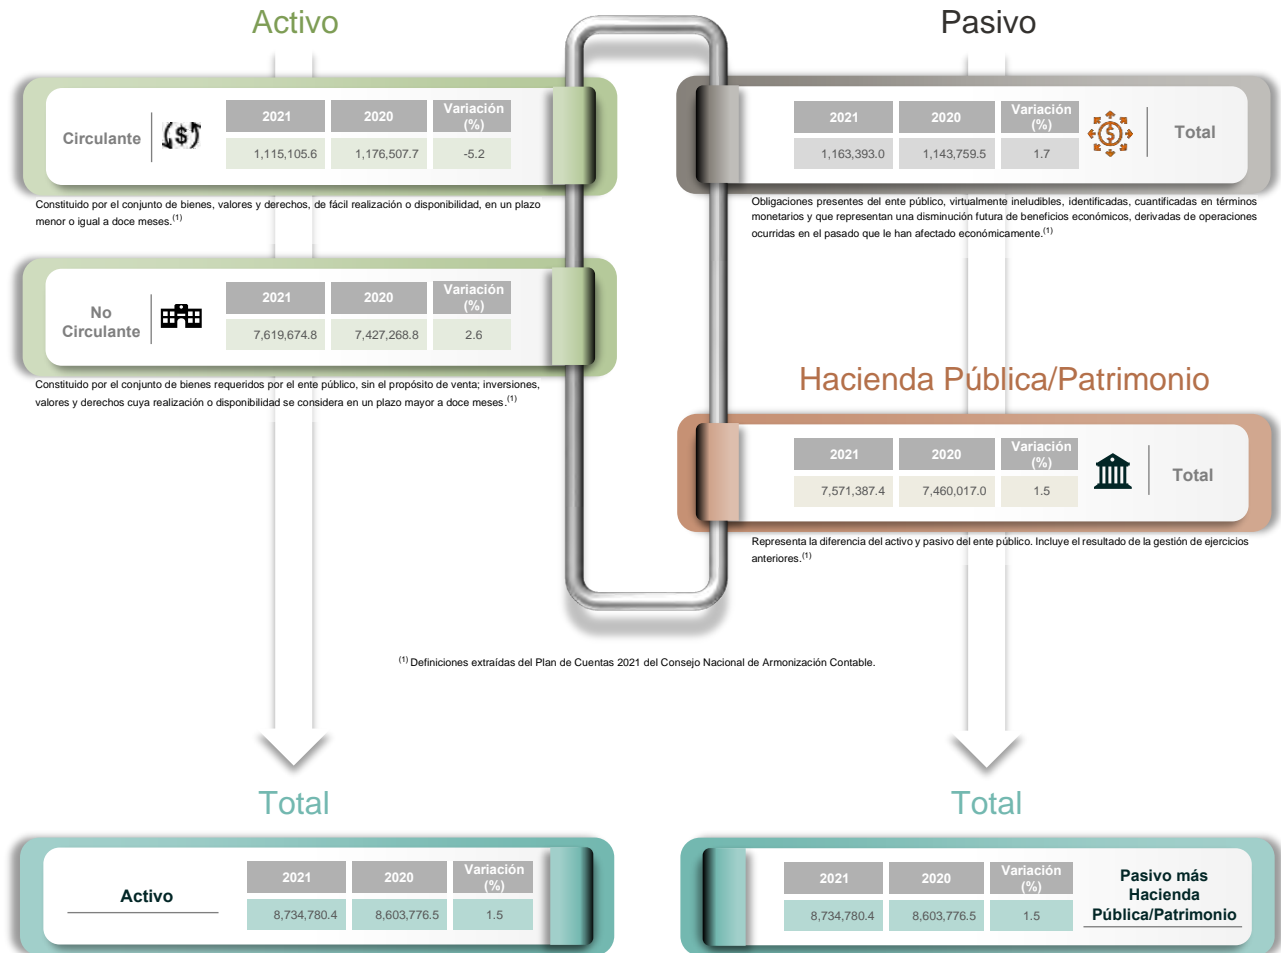 Activo
Circulante
2021 2020 Variación (%)
1,115,105.6 1,176,507.7 -5.2
Constituido por el conjunto de bienes, valores y derechos, de fácil realización o disponibilidad, en un plazo
menor o igual a doce meses.(1)
No
Circulante
2021 2020 Variación (%)
7,619,674.8 7,427,268.8 2.6
Constituido por el conjunto de bienes requeridos por el ente público, sin el propósito de venta; inversiones,
valores y derechos cuya realización o disponibilidad se considera en un plazo mayor a doce meses.(1)
Pasivo
2021 2020 Variación (%)
1,163,393.0 1,143,759.5 1.7
Total
Obligaciones presentes del ente público, virtualmente ineludibles, identificadas, cuantificadas en términos
monetarios y que representan una disminución futura de beneficios económicos, derivadas de operaciones
ocurridas en el pasado que le han afectado económicamente.(1)
Hacienda Pública/Patrimonio
2021 2020 Variación (%)
7,571,387.4 7,460,017.0 1.5
Total
Representa la diferencia del activo y pasivo del ente público. Incluye el resultado de la gestión de ejercicios
anteriores.(1)
(1) Definiciones extraídas del Plan de Cuentas 2021 del Consejo Nacional de Armonización Contable.
Total
Activo
2021 2020 Variación (%)
8,734,780.4 8,603,776.5 1.5
Total
2021 2020 Variación (%)
8,734,780.4 8,603,776.5 1.5
Pasivo más
Hacienda
Pública/Patrimonio